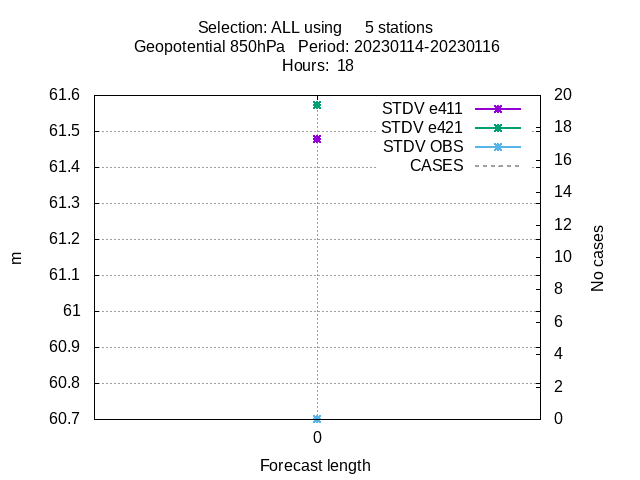 Selection: ALL using 5 stations
Geopotential 850hPa Period: 20230114-20230116
Hours: 18
61.6
61.5
61.4
61.3
61.2
61.1
61
60.9
60.8
60.7
20
18
16
14
12
10
8
6
4
2
0
STDV e411
STDV e421
STDV OBS
CASES
m
No cases
0
Forecast length